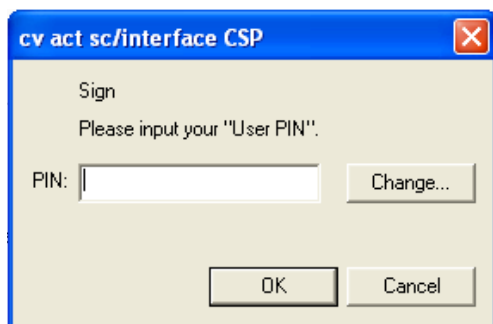 cv act sc/interface CSP
Sign
Please input your "User PIN".
PIN: Change...
OK Cancel